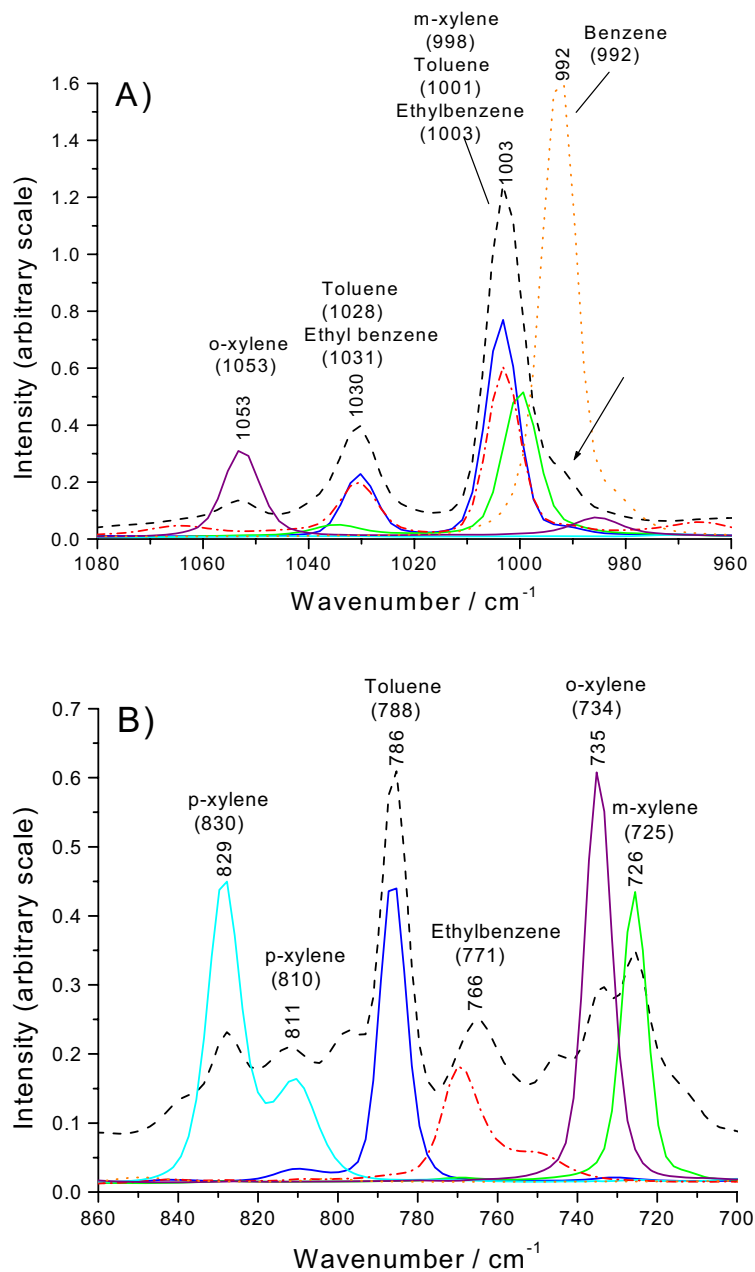 m-xylene
(998)
Toluene
(1001)
Ethylbenzene
(1003)
Benzene
(992)
992
1003
A)
1.6
1.4
1.2
1.0
0.8
0.6
0.4
0.2
0.0
Intensity (arbitrary scale)
Toluene
(1028)
Ethyl benzene
(1031)
1030
o-xylene
(1053)
1053
1080 1060 1040 1020 1000 980 960
Wavenumber / cm-1
B)
Toluene
(788)
786
o-xylene
(734)
735
p-xylene
(830)
829
m-xylene
(725)
726
p-xylene
(810)
811
Ethylbenzene
(771)
766
0.7
0.6
0.5
0.4
0.3
0.2
0.1
0.0
Intensity (arbitrary scale)
860 840 820 800 780 760 740 720 700
Wavenumber / cm-1